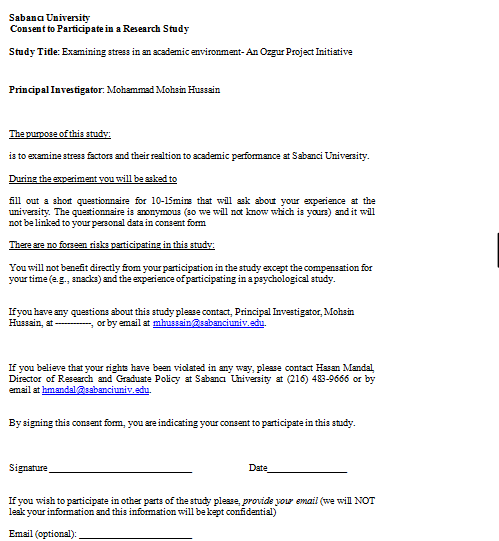 Sabancı University
Consent to Participate in a Research Study
Study Title: Examining stress in an academic environment- An Ozgur Project Initiative
Principal Investigator: Mohammad Mohsin Hussain
The purpose of this study:
is to examine stress factors and their realtion to academic performance at Sabanci University.
During the experiment you will be asked to
fill out a short questionnaire for 10-15mins that will ask about your experience at the
university. The questionnaire is anonymous (so we will not know which is yours) and it will
not be linked to your personal data in consent form
There are no forseen risks participating in this study:
You will not benefit directly from your participation in the study except the compensation for
your time (e.g., snacks) and the experience of participating in a psychological study.
If you have any questions about this study please contact, Principal Investigator, Mohsin
Hussain, at ------------, or by email at mhussain@sabanciuniv.edu.
If you believe that your rights have been violated in any way, please contact Hasan Mandal,
Director of Research and Graduate Policy at Sabancı University at (216) 483-9666 or by
email at hmandal@sabanciuniv.edu.
By signing this consent form, you are indicating your consent to participate in this study.
Signature ______________________________ Date_________________
If you wish to participate in other parts of the study please, provide your email (we will NOT
leak your information and this information will be kept confidential)
Email (optional): ________________________